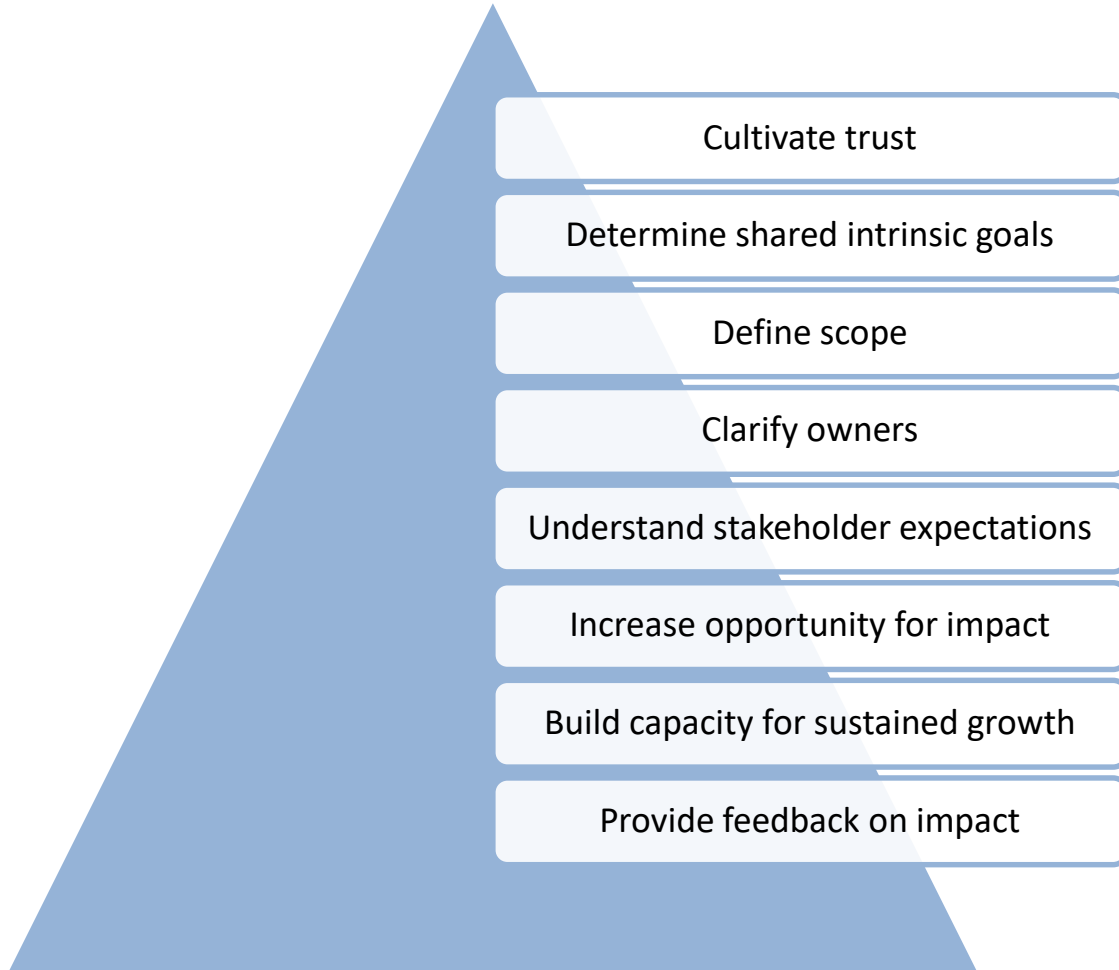 Cultivate trust
Determine shared intrinsic goals
Define scope
Clarify owners
Understand stakeholder expectations
Increase opportunity for impact
Build capacity for sustained growth
Provide feedback on impact